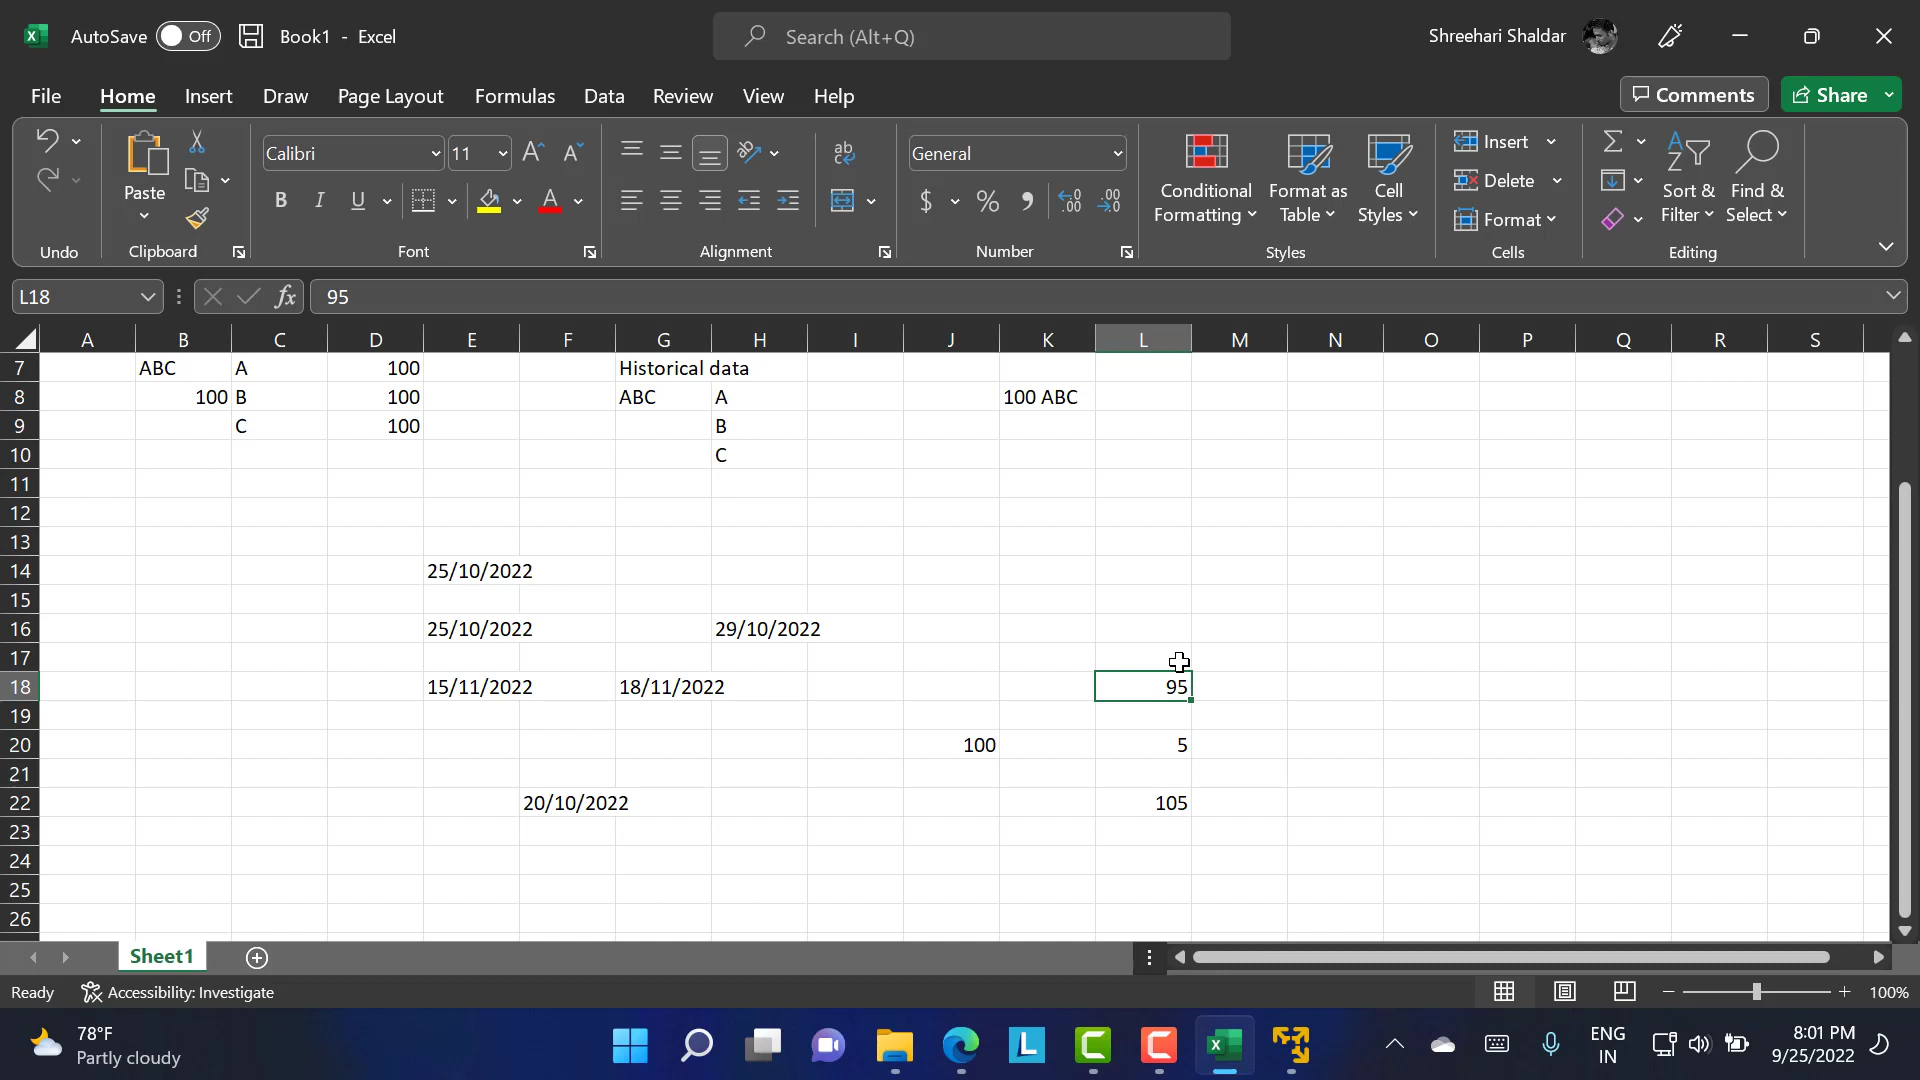 AutoSave Off Book1 - Excel Search (Alt+Q) Shreehari Shaldar
File Home Insert Draw Page Layout Formulas Data Review View Help Comments Share
Paste Calibri 11 General Conditional Formatting Format as Table Cell Styles Insert Delete Format Sort & Filter Find & Select
Undo Clipboard Font Alignment Number Styles Cells Editing
L18 fx 95
A B C D E F G H I J K L M N O P Q R S
7 ABC A 100 Historical data
8 100 B 100 ABC A 100 ABC
9 C 100 B
10 C
11
12
13
14 25/10/2022
15
16 25/10/2022 29/10/2022
17
18 15/11/2022 18/11/2022 95
19
20 100 5
21
22 20/10/2022 105
23
24
25
26
Sheet1
Ready Accessibility: Investigate 100%
78°F
Partly cloudy
ENG
IN
8:01 PM
9/25/2022